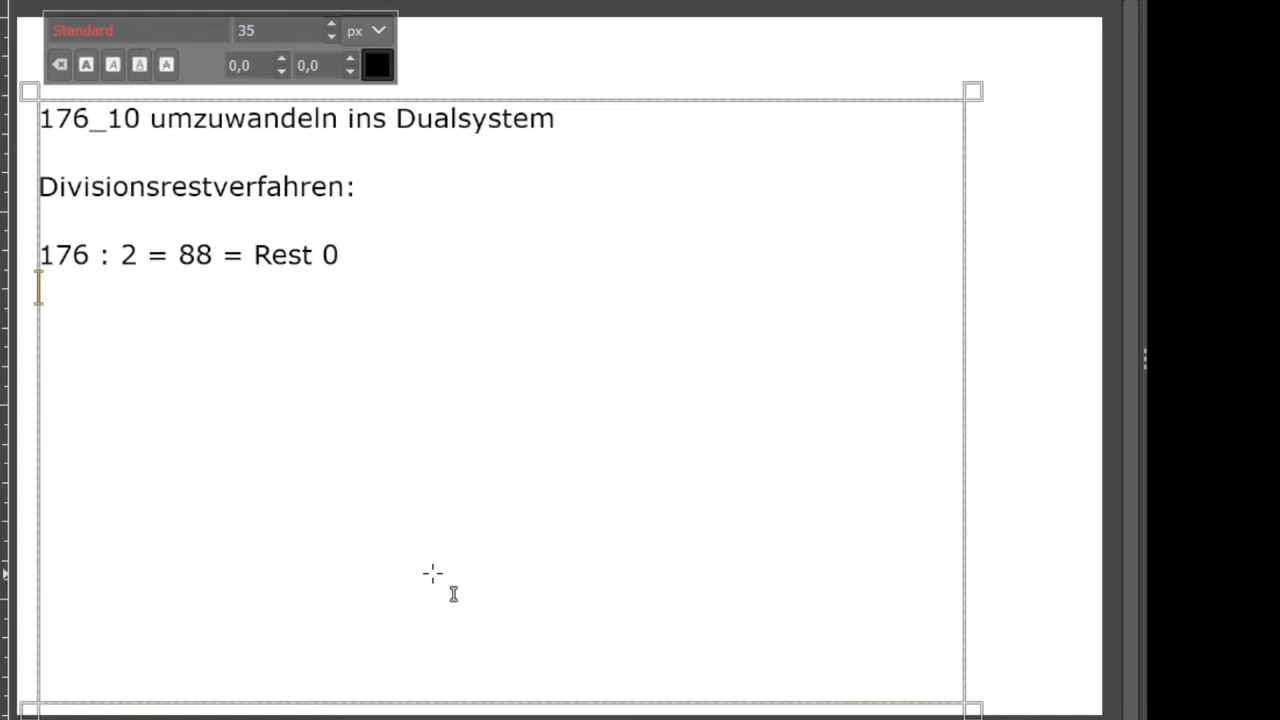 Standard 35 px
0,0 0,0
176_10 umzuwandeln ins Dualsystem
Divisionsrestverfahren:
176 : 2 = 88 = Rest 0